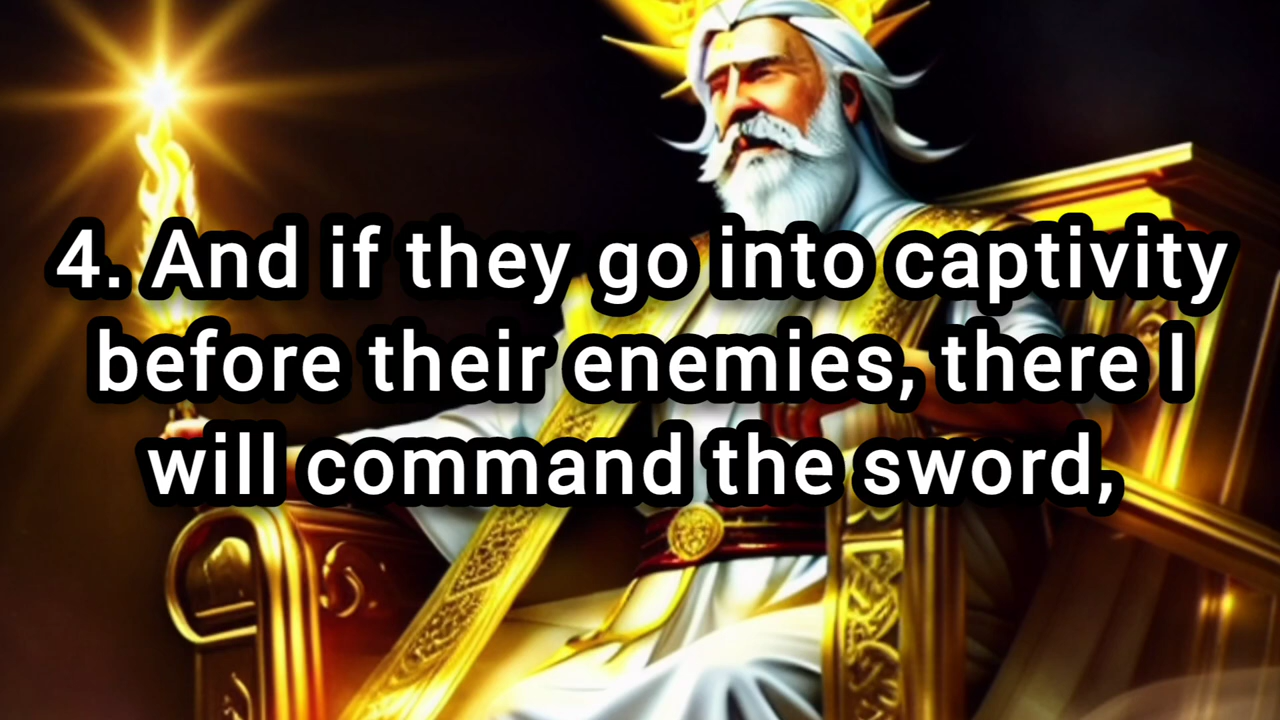 4. And if they go into captivity
before their enemies, there I
will command the sword,